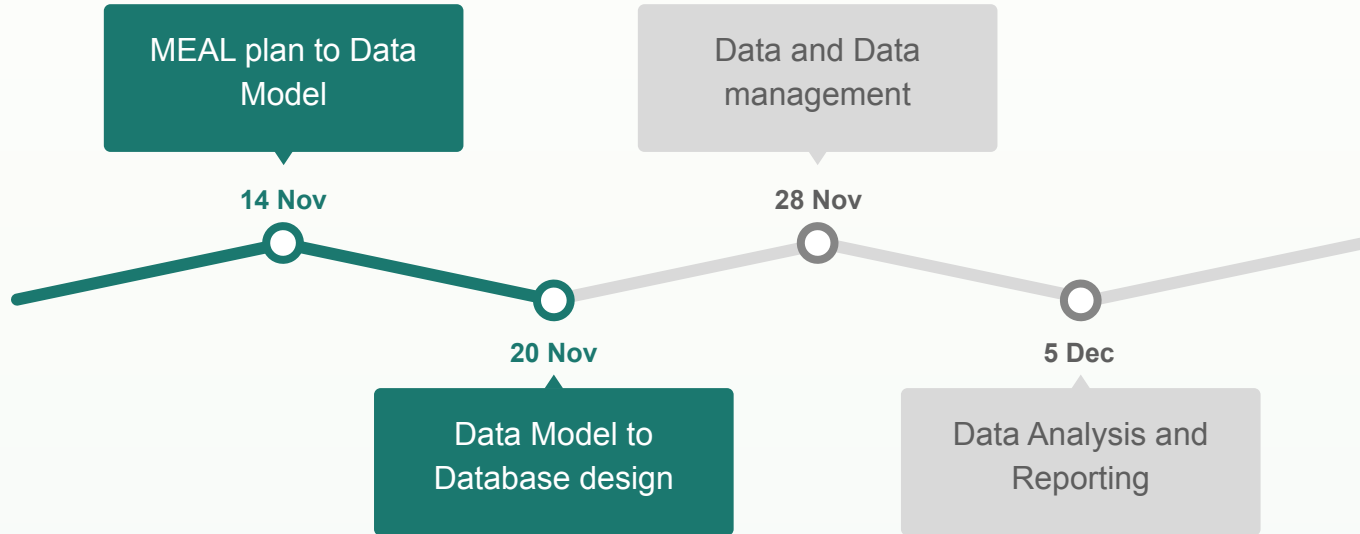 MEAL plan to Data
Model
14 Nov
Data Model to
Database design
20 Nov
Data and Data
management
28 Nov
Data Analysis and
Reporting
5 Dec